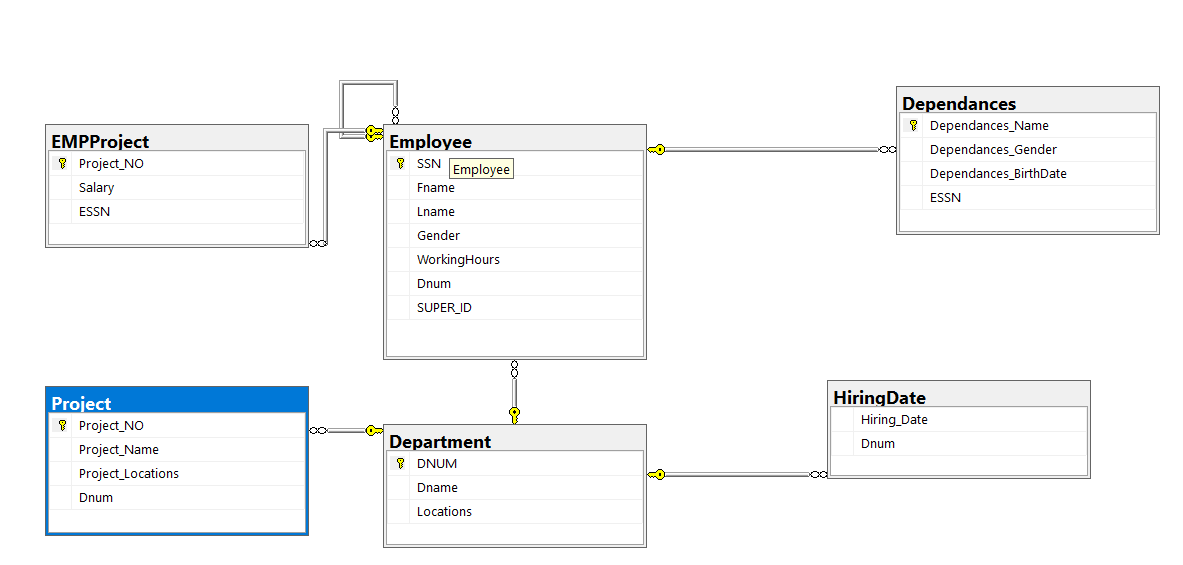 EMPProject
Project_NO
Salary
ESSN
Employee
SSN
Employee
Fname
Lname
Gender
WorkingHours
Dnum
SUPER_ID
Dependances
Dependances_Name
Dependances_Gender
Dependances_BirthDate
ESSN
Project
Project_NO
Project_Name
Project_Locations
Dnum
Department
DNUM
Dname
Locations
HiringDate
Hiring_Date
Dnum